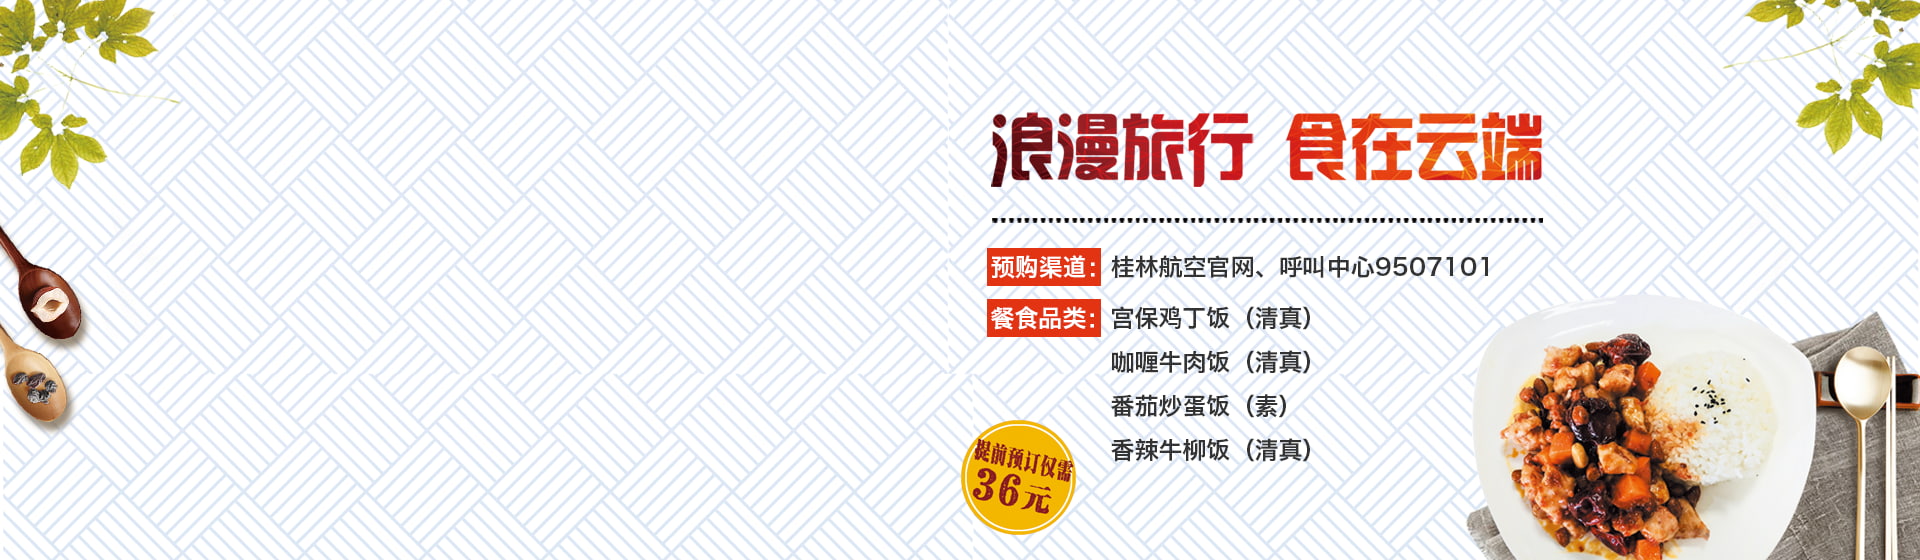 浪漫旅行 食在云端
预购渠道：桂林航空官网、呼叫中心9507101
餐食品类：宫保鸡丁饭（清真）
咖喱牛肉饭（清真）
番茄炒蛋饭（素）
香辣牛柳饭（清真）
提前预订仅需
36元